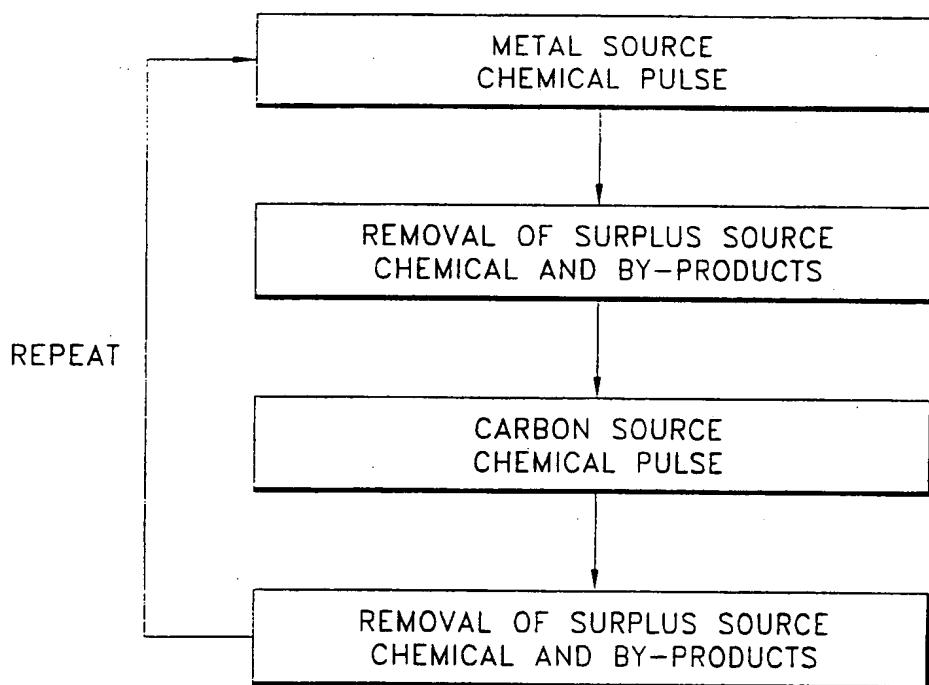 METAL SOURCE
CHEMICAL PULSE
REMOVAL OF SURPLUS SOURCE
CHEMICAL AND BY-PRODUCTS
REPEAT
CARBON SOURCE
CHEMICAL PULSE
REMOVAL OF SURPLUS SOURCE
CHEMICAL AND BY-PRODUCTS